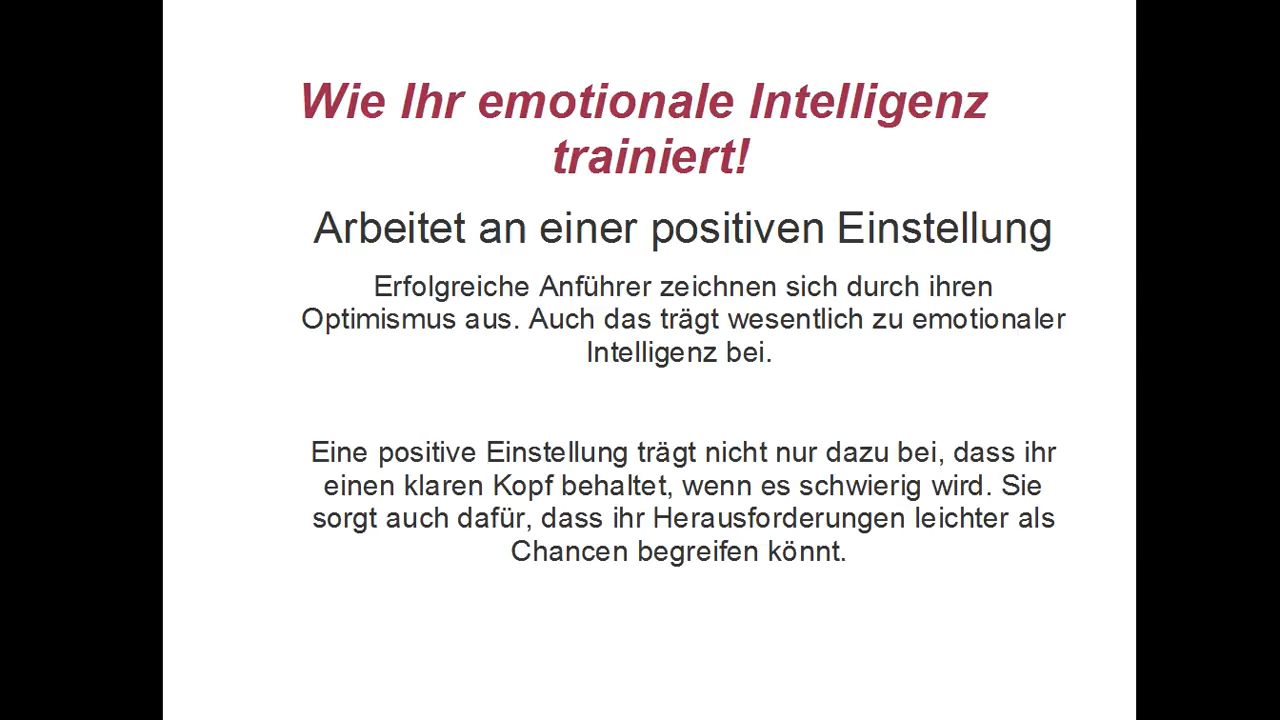 Wie Ihr emotionale Intelligenz
trainiert!
Arbeitet an einer positiven Einstellung
Erfolgreiche Anführer zeichnen sich durch ihren
Optimismus aus. Auch das trägt wesentlich zu emotionaler
Intelligenz bei.
Eine positive Einstellung trägt nicht nur dazu bei, dass ihr
einen klaren Kopf behaltet, wenn es schwierig wird. Sie
sorgt auch dafür, dass ihr Herausforderungen leichter als
Chancen begreifen könnt.